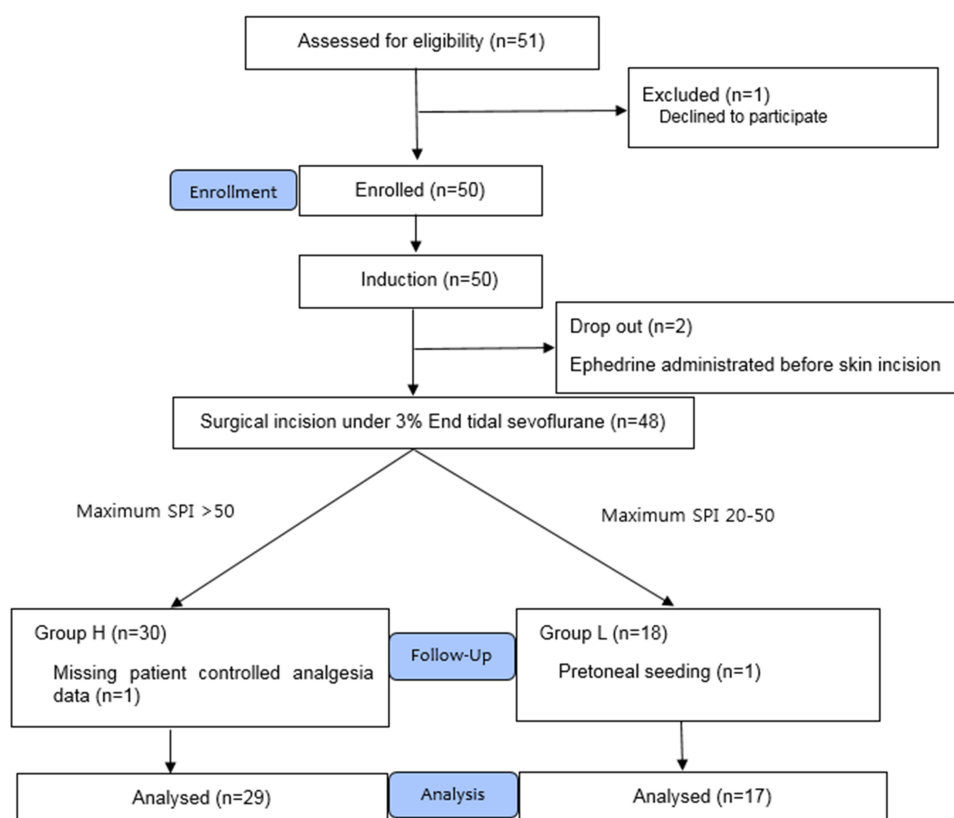 Assessed for eligibility (n=51)
Excluded (n=1)
Declined to participate
Enrollment
Enrolled (n=50)
Induction (n=50)
Drop out (n=2)
Ephedrine administrated before skin incision
Surgical incision under 3% End tidal sevoflurane (n=48)
Maximum SPI >50
Maximum SPI 20-50
Group H (n=30)
Missing patient controlled analgesia
data (n=1)
Follow-Up
Group L (n=18)
Pretoneal seeding (n=1)
Analysed (n=29)
Analysis
Analysed (n=17)